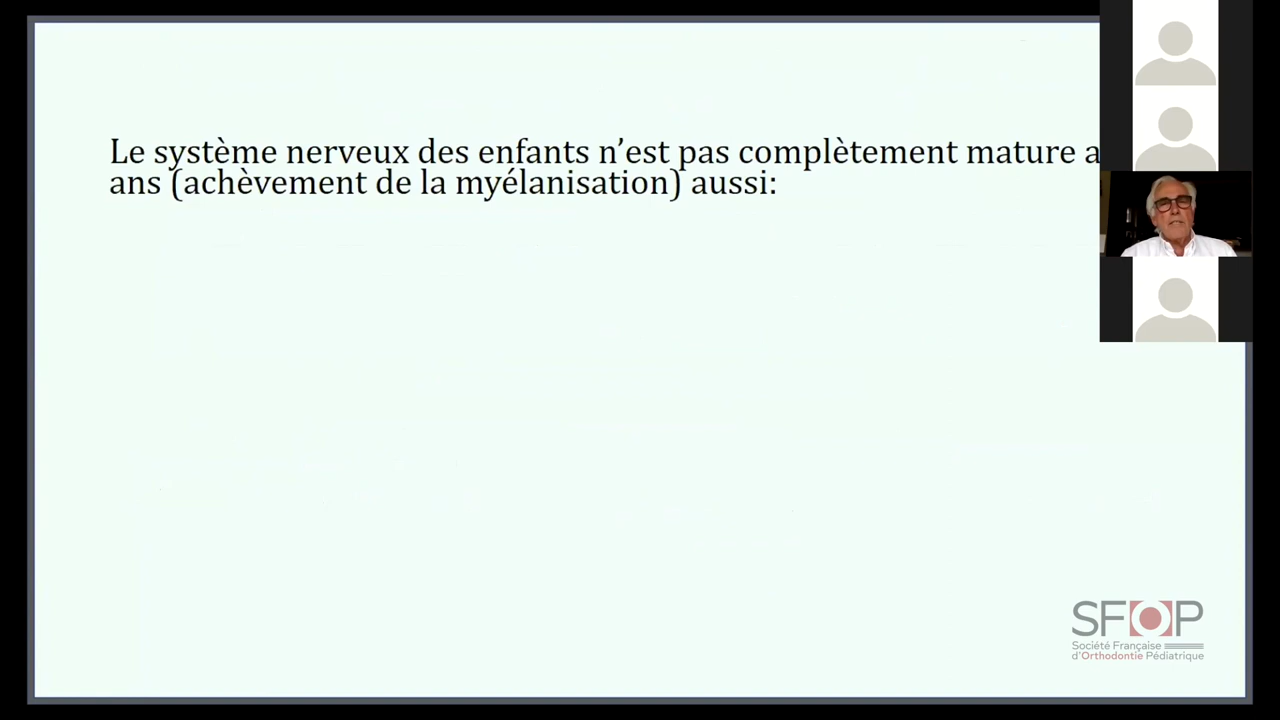 Le système nerveux des enfants n’est pas complètement mature a
ans (achèvement de la myélanisation) aussi:
SFOP
Société Française
d'Orthodontie Pédiatrique